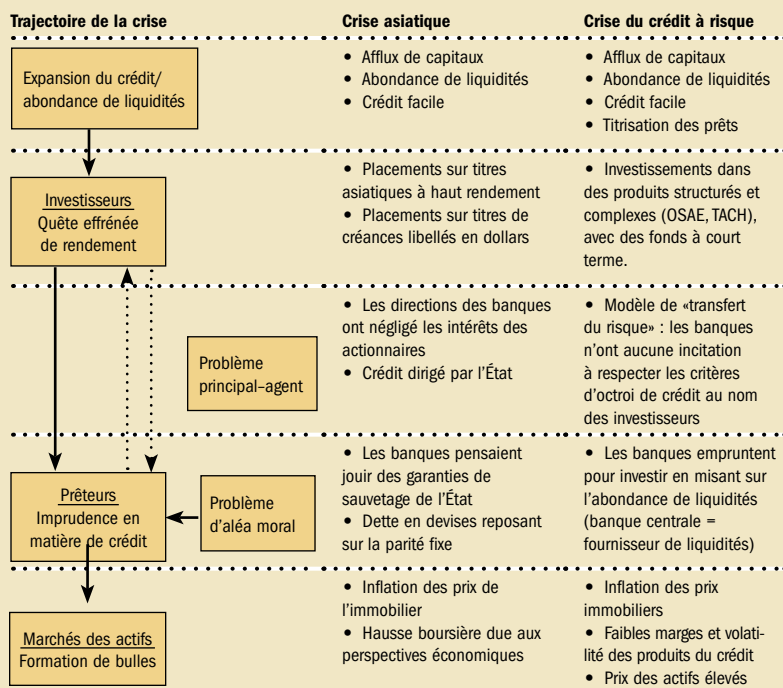 Trajectoire de la crise
Crise asiatique
Crise du crédit à risque
Expansion du crédit/
abondance de liquidités
• Afflux de capitaux
• Abondance de liquidités
• Crédit facile
• Afflux de capitaux
• Abondance de liquidités
• Crédit facile
• Titrisation des prêts
Investisseurs
Quête effrénée
de rendement
• Placements sur titres
asiatiques à haut rendement
• Placements sur titres de
créances libellés en dollars
• Investissements dans
des produits structurés et
complexes (OSAE, TACH),
avec des fonds à court
terme.
Problème
principal–agent
• Les directions des banques
ont négligé les intérêts des
actionnaires
• Crédit dirigé par l’État
• Modèle de «transfert
du risque» : les banques
n’ont aucune incitation
à respecter les critères
d’octroi de crédit au nom
des investisseurs
Prêteurs
Imprudence en
matière de crédit
Problème
d’aléa moral
• Les banques pensaient
jouir des garanties de
sauvetage de l’État
• Dette en devises reposant
sur la parité fixe
• Les banques empruntent
pour investir en misant sur
l’abondance de liquidités
(banque centrale =
fournisseur de liquidités)
Marchés des actifs
Formation de bulles
• Inflation des prix de
l’immobilier
• Hausse boursière due aux
perspectives économiques
• Inflation des prix
immobiliers
• Faibles marges et volati-
lité des produits du crédit
• Prix des actifs élevés